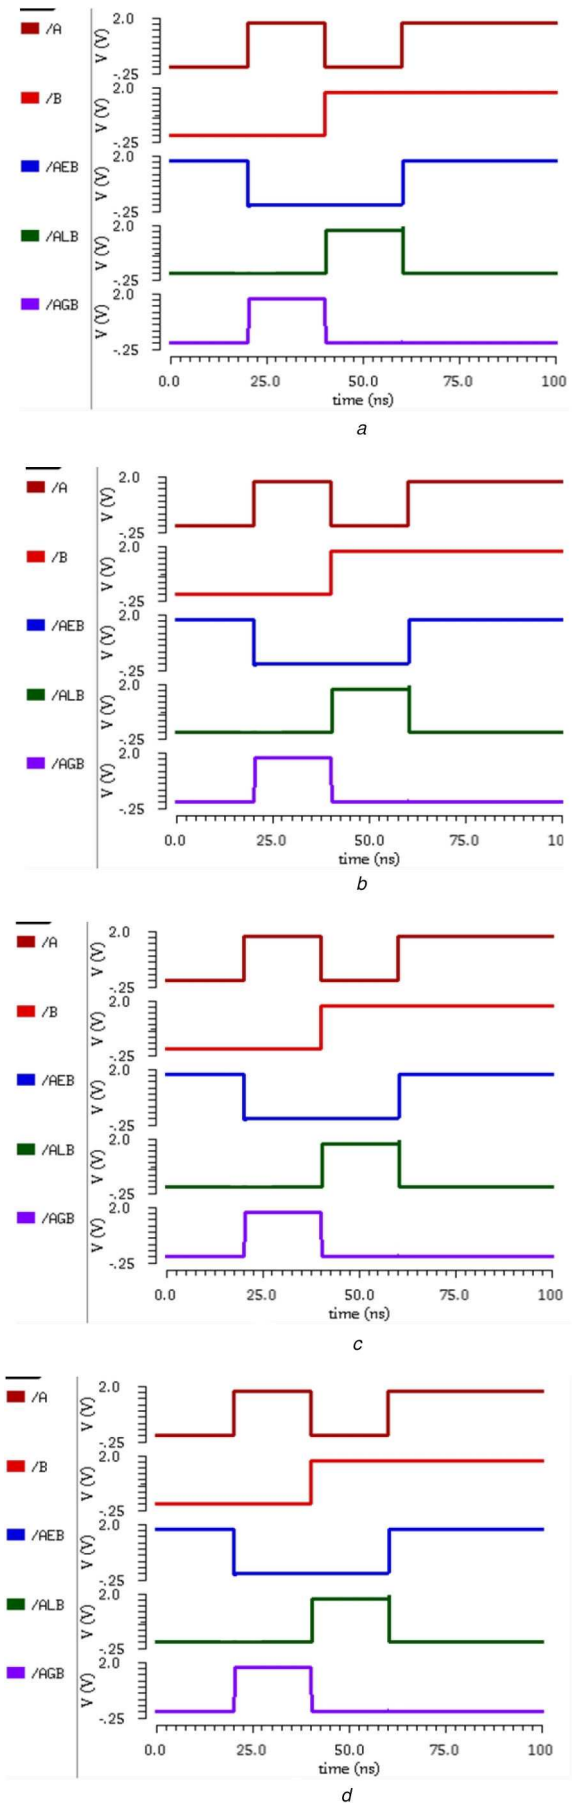 /A
V (V)
2.0
-.25
/B
V (V)
2.0
-.25
/AEB
V (V)
2.0
-.25
/ALB
V (V)
2.0
-.25
/AGB
V (V)
2.0
-.25
0.0 25.0 50.0 75.0 100
time (ns)
a
/A
V (V)
2.0
-.25
/B
V (V)
2.0
-.25
/AEB
V (V)
2.0
-.25
/ALB
V (V)
2.0
-.25
/AGB
V (V)
2.0
-.25
0.0 25.0 50.0 75.0 10
time (ns)
b
/A
V (V)
2.0
-.25
/B
V (V)
2.0
-.25
/AEB
V (V)
2.0
-.25
/ALB
V (V)
2.0
-.25
/AGB
V (V)
2.0
-.25
0.0 25.0 50.0 75.0 100
time (ns)
c
/A
V (V)
2.0
-.25
/B
V (V)
2.0
-.25
/AEB
V (V)
2.0
-.25
/ALB
V (V)
2.0
-.25
/AGB
V (V)
2.0
-.25
0.0 25.0 50.0 75.0 100
time (ns)
d